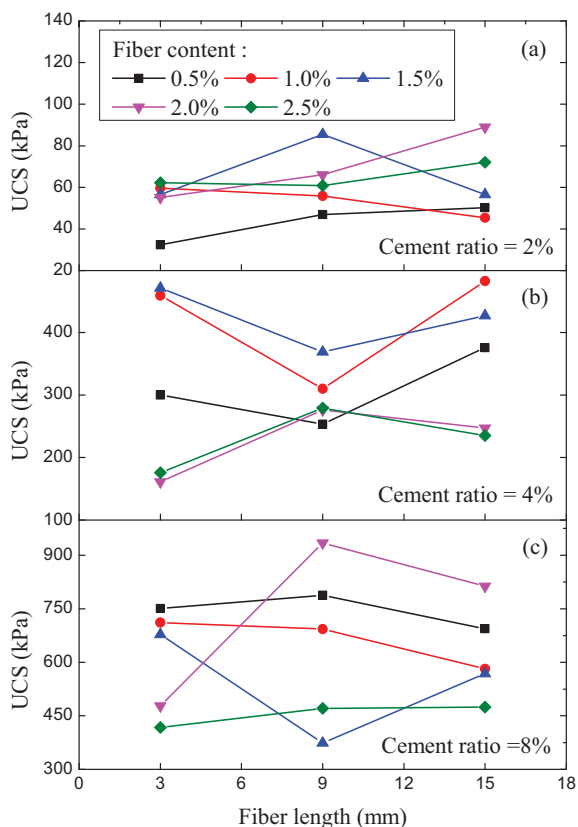 140
120
100
80
60
40
20
UCS (kPa)
Fiber content :
0.5% 1.0% 1.5%
2.0% 2.5%
(a)
Cement ratio = 2%
400
300
200
100
UCS (kPa)
(b)
Cement ratio = 4%
900
750
600
450
300
UCS (kPa)
(c)
Cement ratio =8%
0 3 6 9 12 15 18
Fiber length (mm)